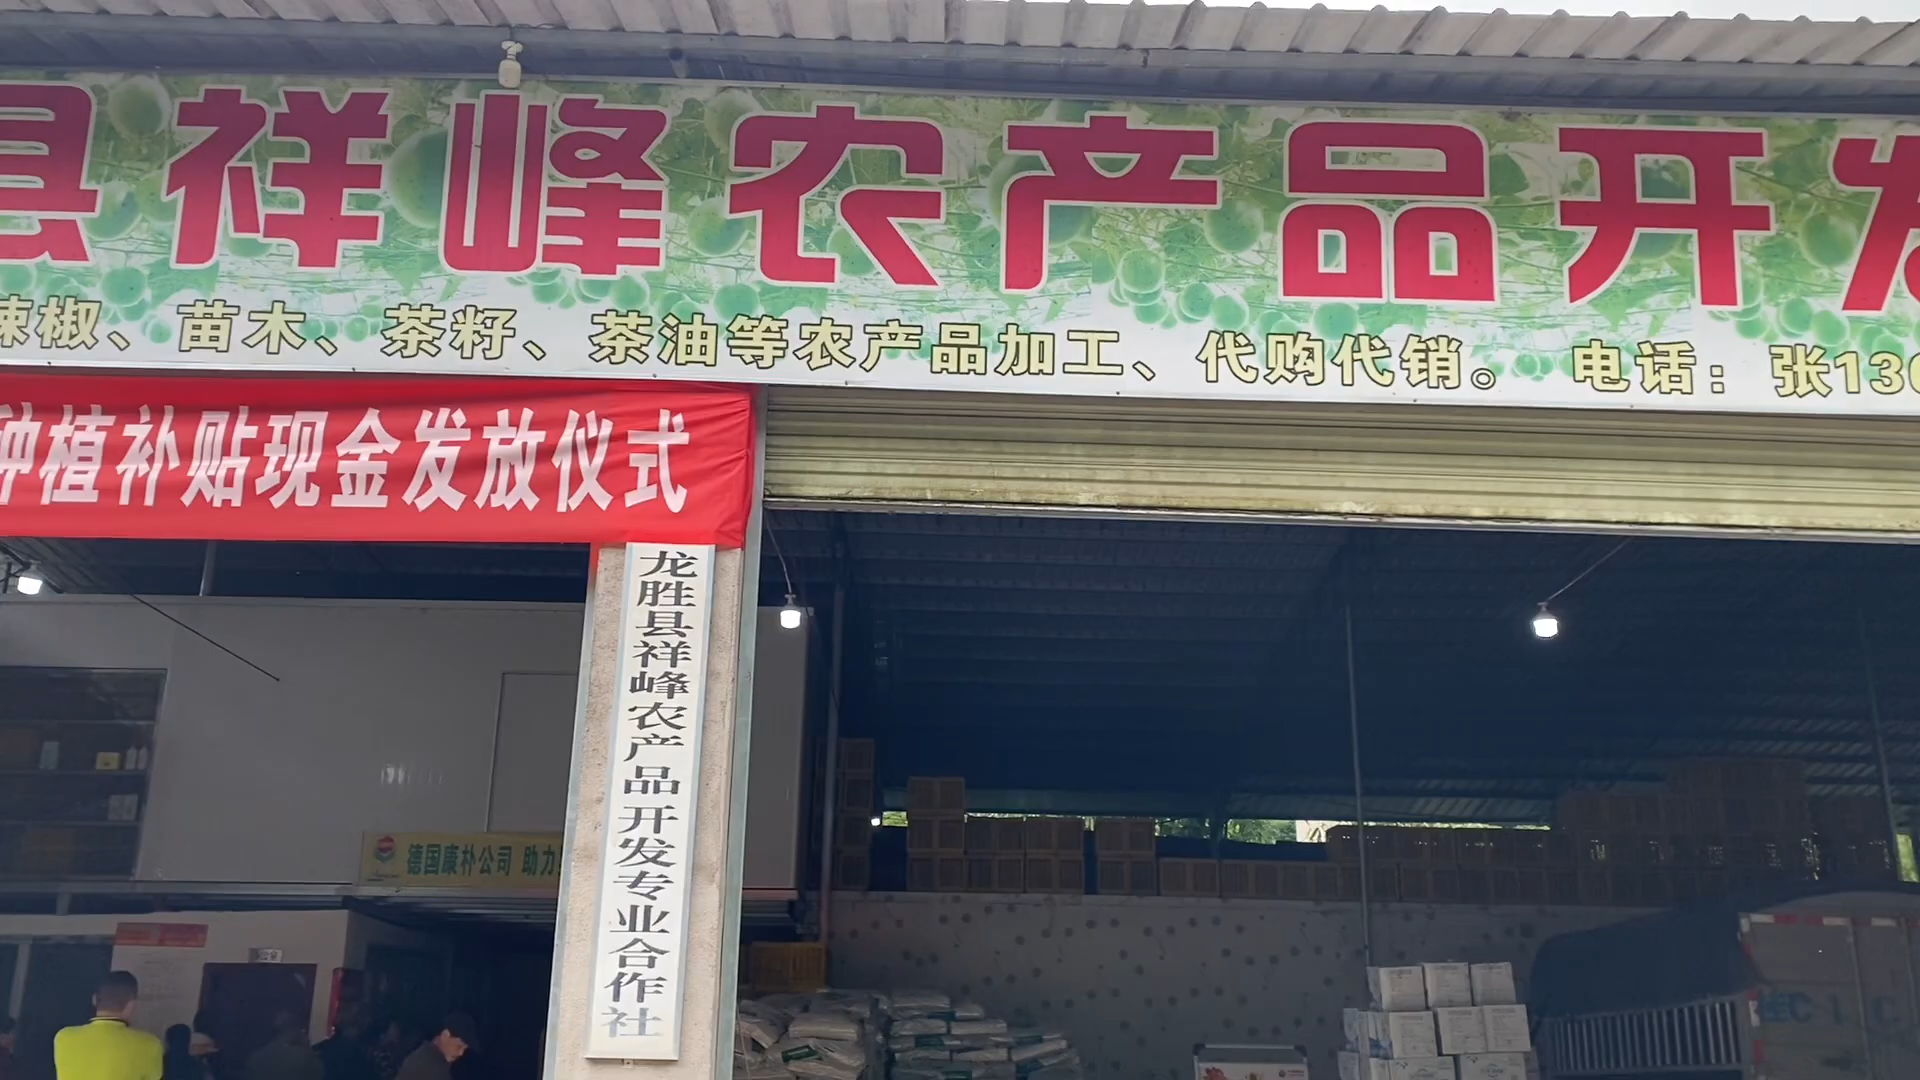 县祥峰农产品开发
辣椒、苗木、茶籽、茶油等农产品加工、代购代销。 电话：张130
种植补贴现金发放仪式
龙胜县祥峰农产品开发专业合作社
德国康朴公司 助力